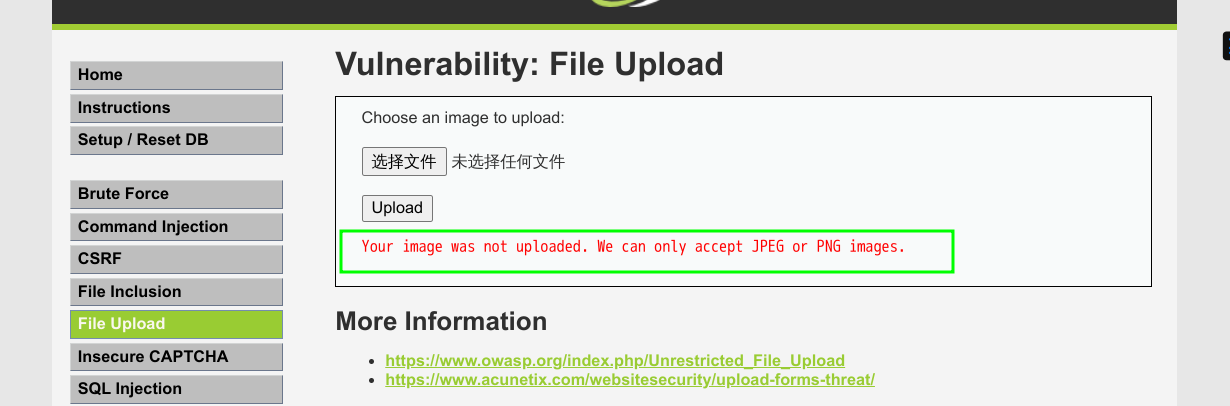 Vulnerability: File Upload
Home
Instructions
Setup / Reset DB
Brute Force
Command Injection
CSRF
File Inclusion
File Upload
Insecure CAPTCHA
SQL Injection
Choose an image to upload:
选择文件 未选择任何文件
Upload
Your image was not uploaded. We can only accept JPEG or PNG images.
More Information
https://www.owasp.org/index.php/Unrestricted_File_Upload
https://www.acunetix.com/websitesecurity/upload-forms-threat/